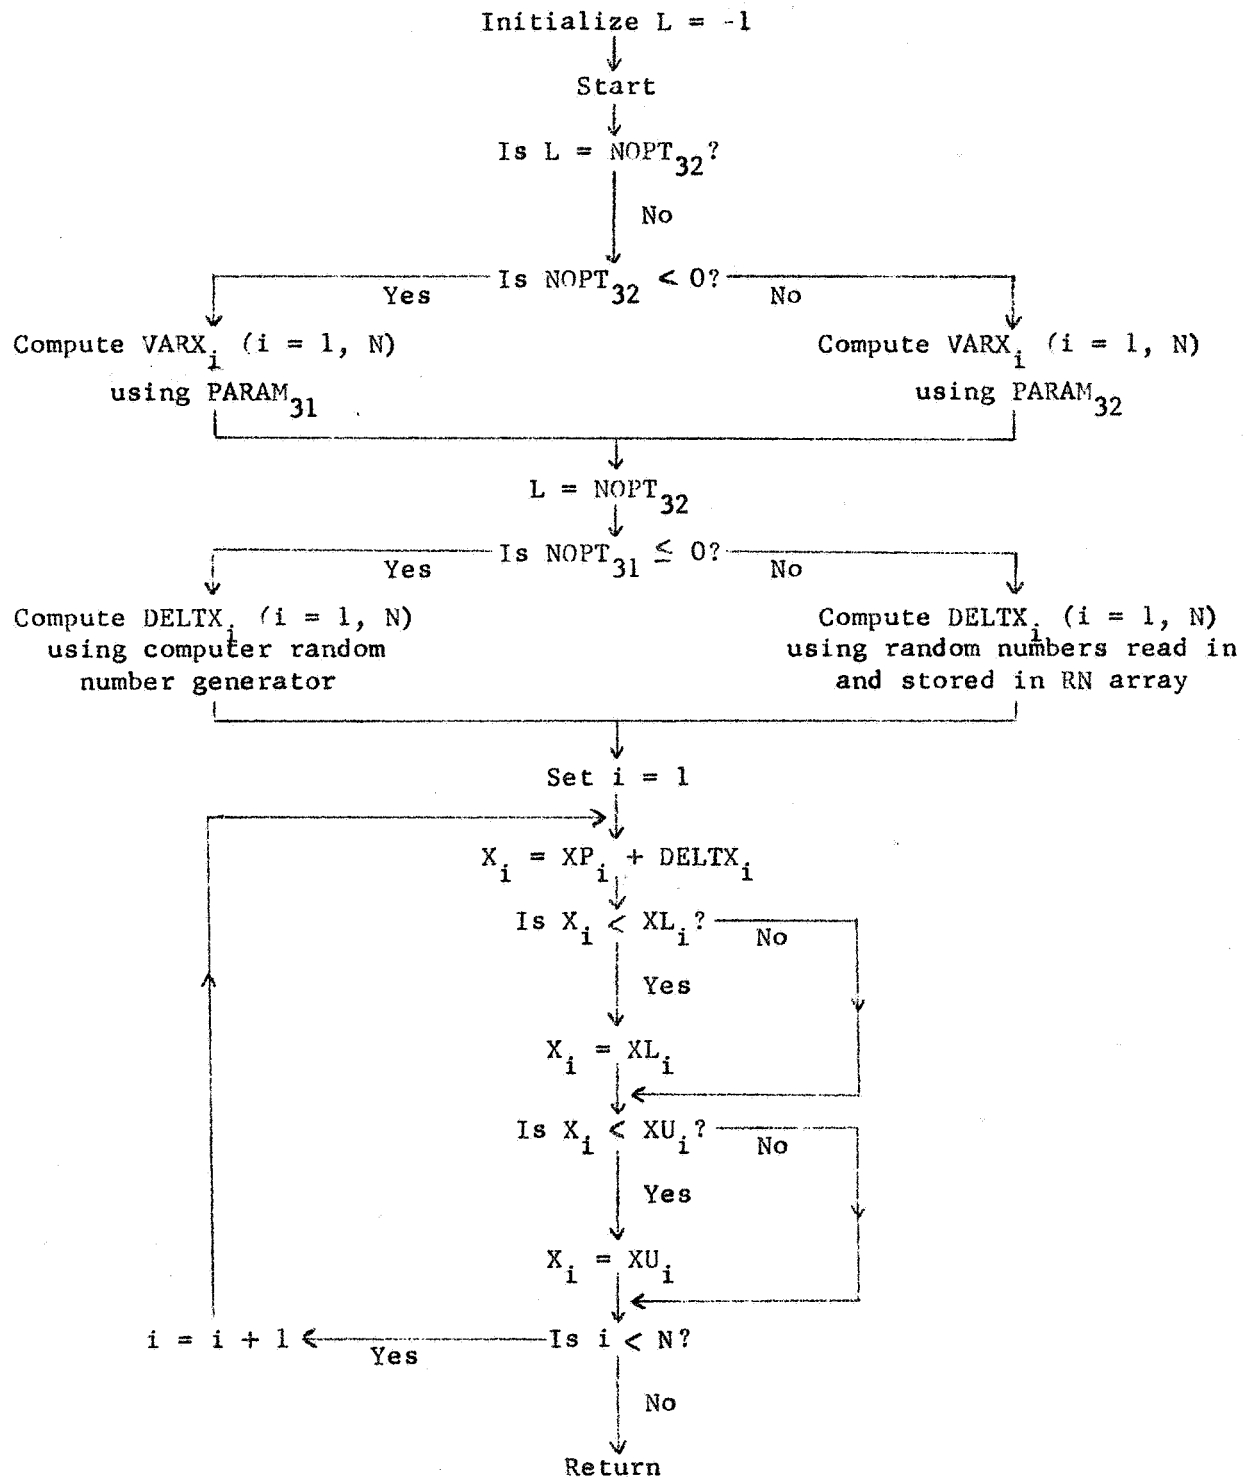 Initialize L = -1
Start
Is L = NOPT32?
No
Is NOPT32 < 0?
Yes
No
Compute VARXi (i = 1, N)
using PARAM31
Compute VARXi (i = 1, N)
using PARAM32
L = NOPT32
Is NOPT31 ≤ 0?
Yes
No
Compute DELTXi (i = 1, N)
using computer random
number generator
Compute DELTXi (i = 1, N)
using random numbers read in
and stored in RN array
Set i = 1
Xi = XPi + DELTXi
Is Xi < XLi?
No
Yes
Xi = XLi
Is Xi < XUi?
No
Yes
Xi = XUi
i = i + 1
Yes
Is i < N?
No
Return